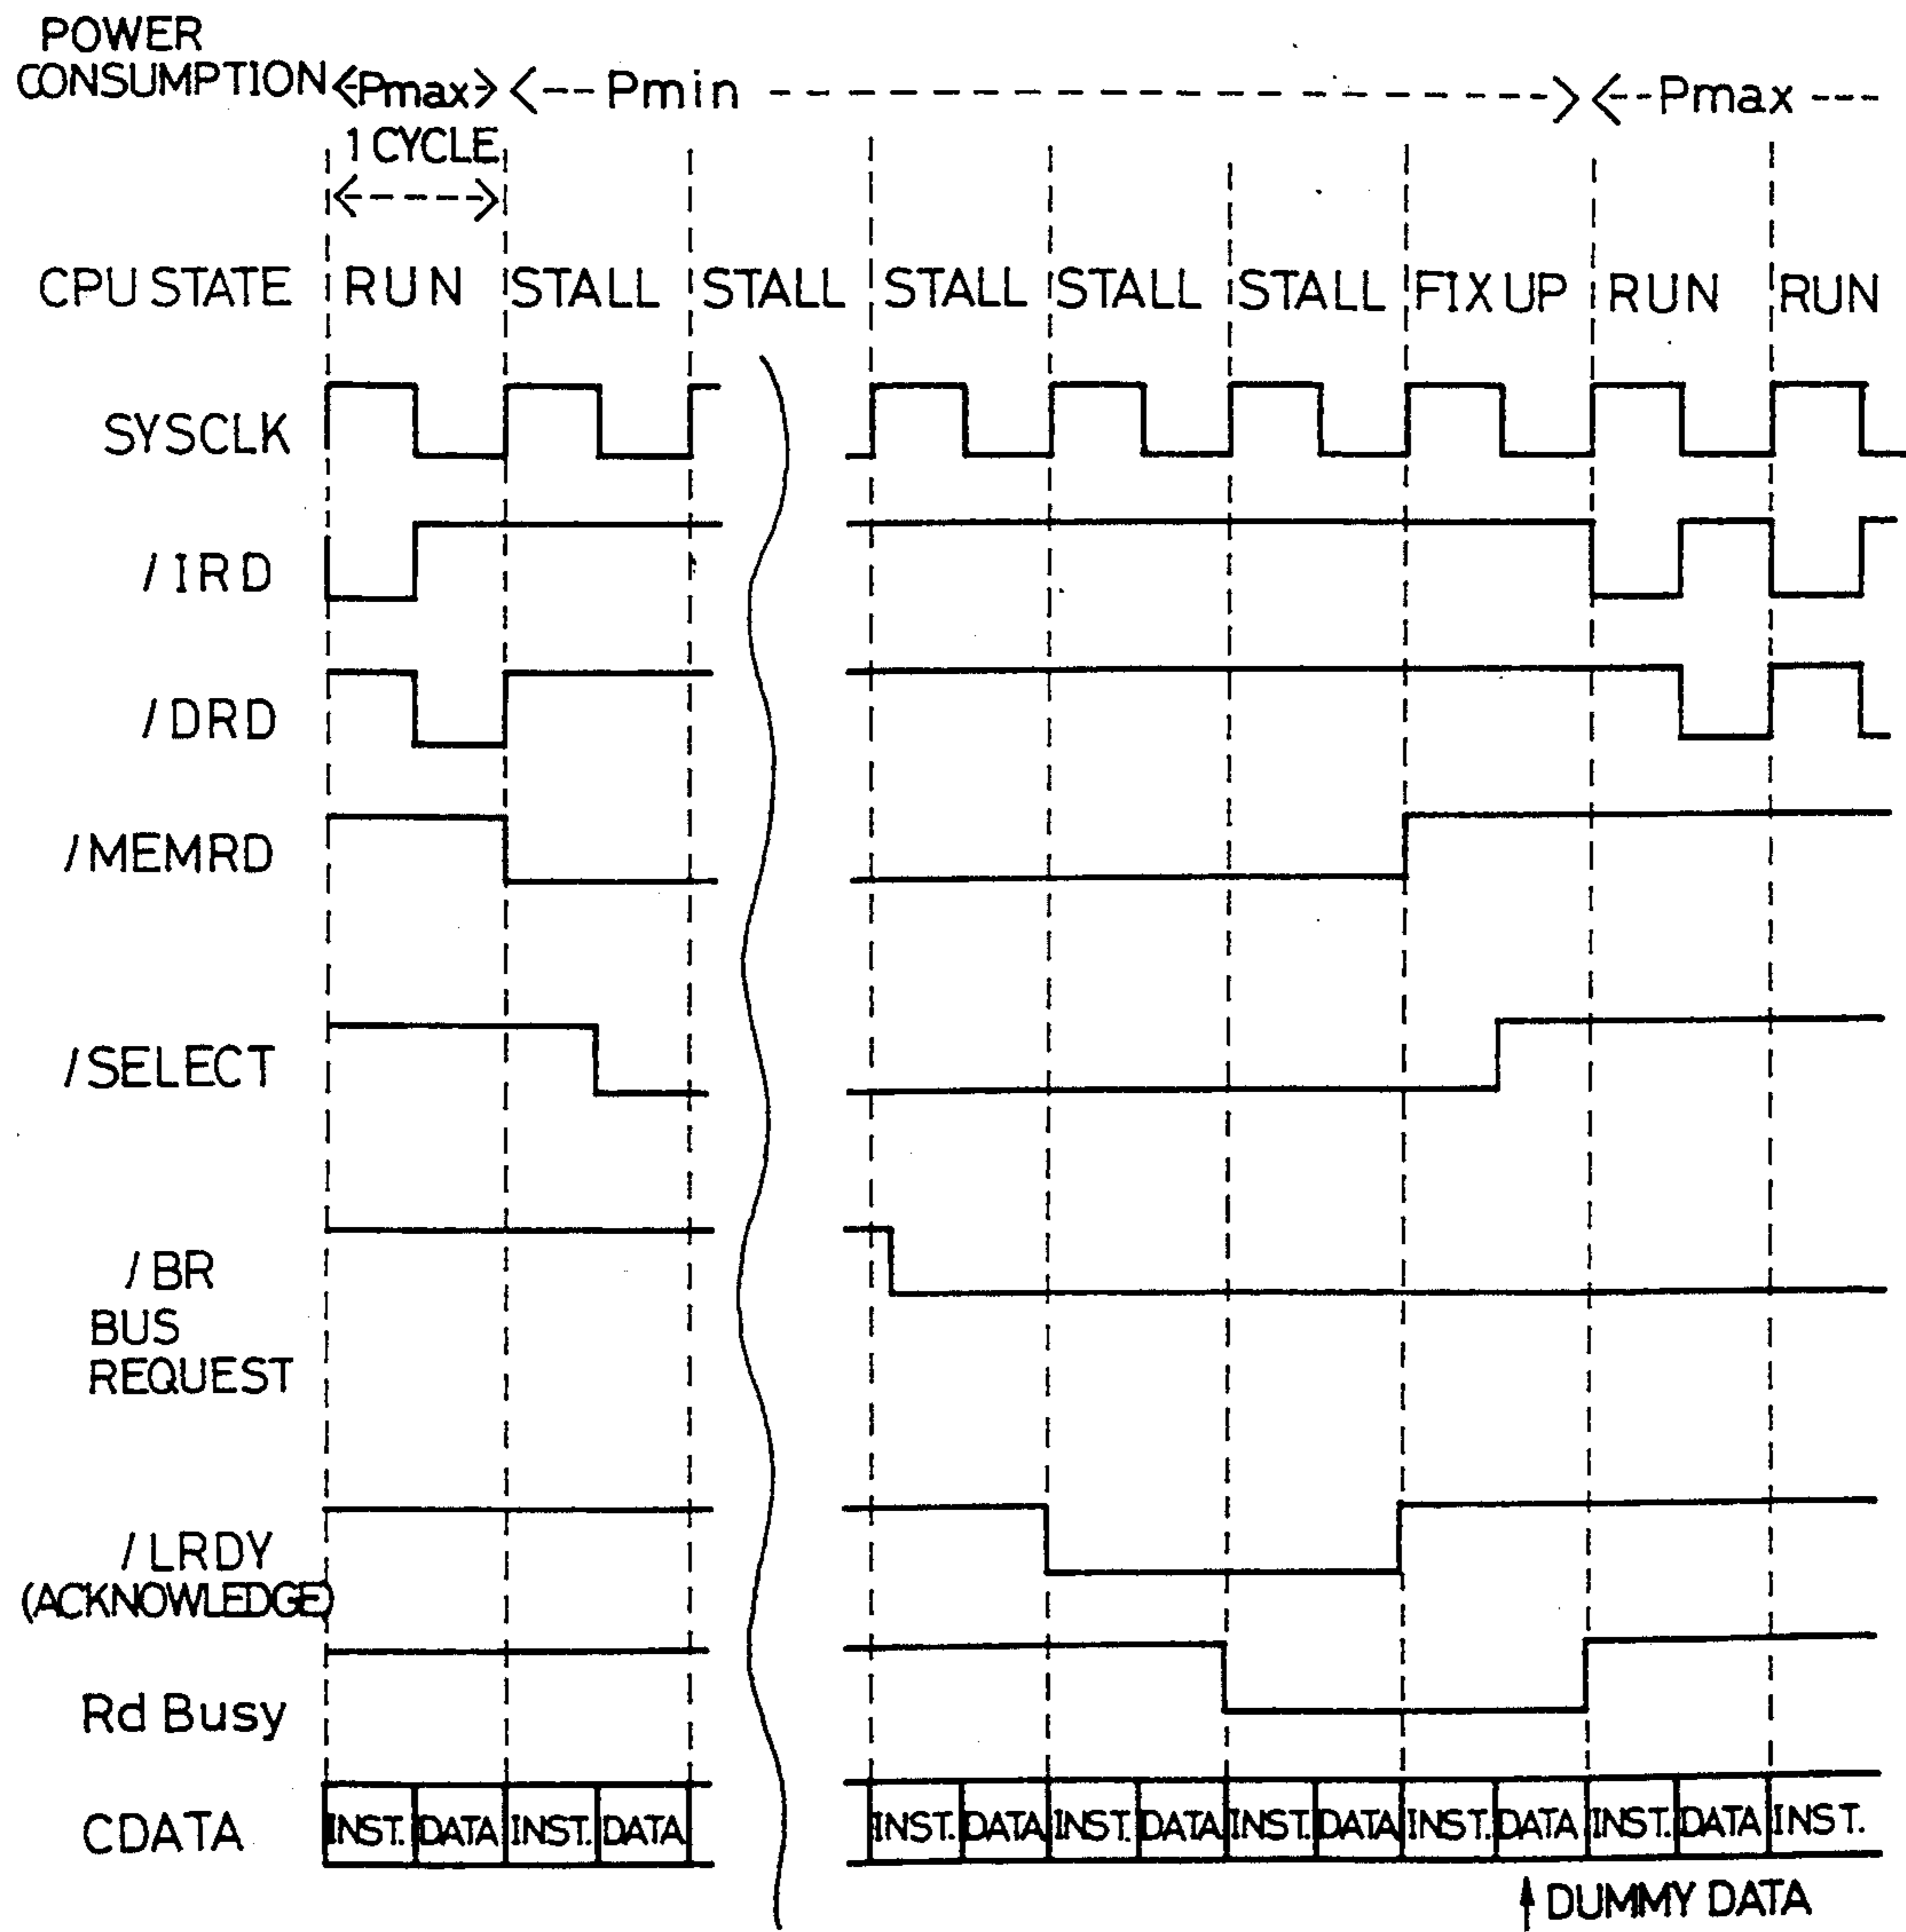 POWER
CONSUMPTION <-Pmax-> <-- Pmin ----------------------> <--Pmax ---
1 CYCLE
<----->
CPU STATE RUN STALL STALL STALL STALL STALL FIXUP RUN RUN
SYSCLK
/IRD
/DRD
/MEMRD
/SELECT
/BR
BUS
REQUEST
/LRDY
(ACKNOWLEDGE)
Rd Busy
CDATA INST. DATA INST. DATA INST. DATA INST. DATA INST. DATA INST. DATA INST. DATA INST.
DUMMY DATA